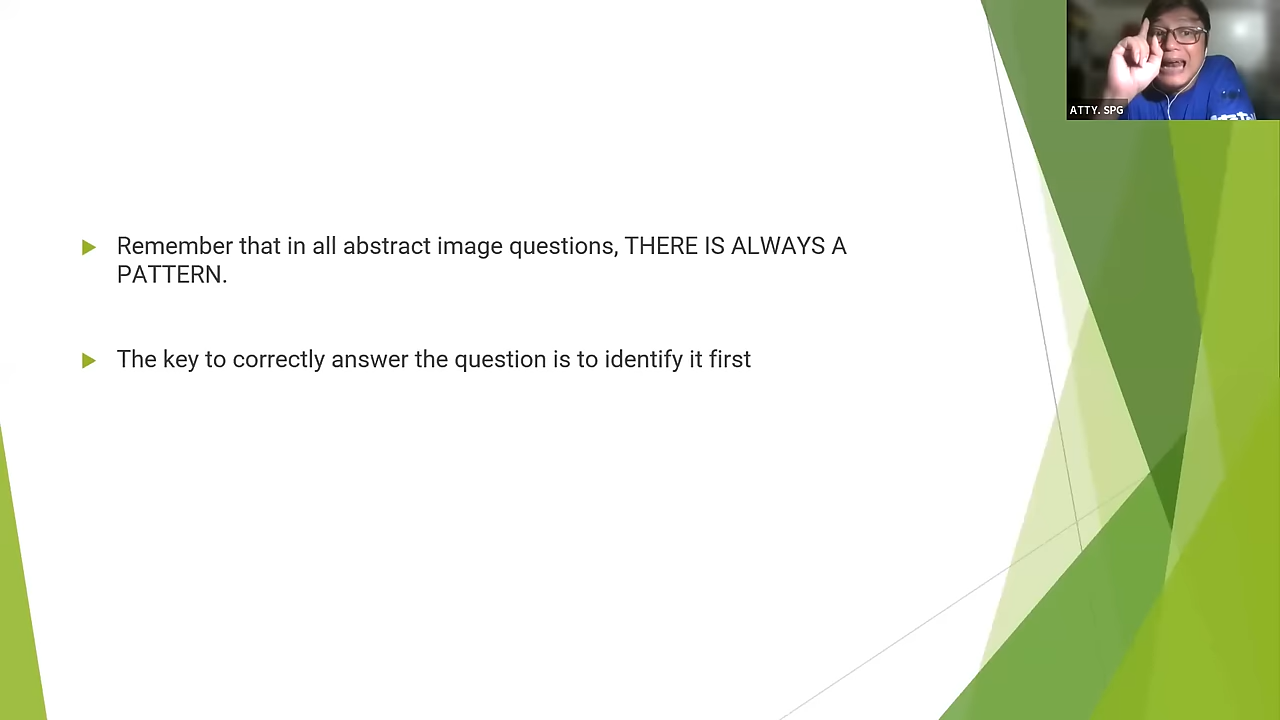 ATTY. SPG
Remember that in all abstract image questions, THERE IS ALWAYS A
PATTERN.
The key to correctly answer the question is to identify it first